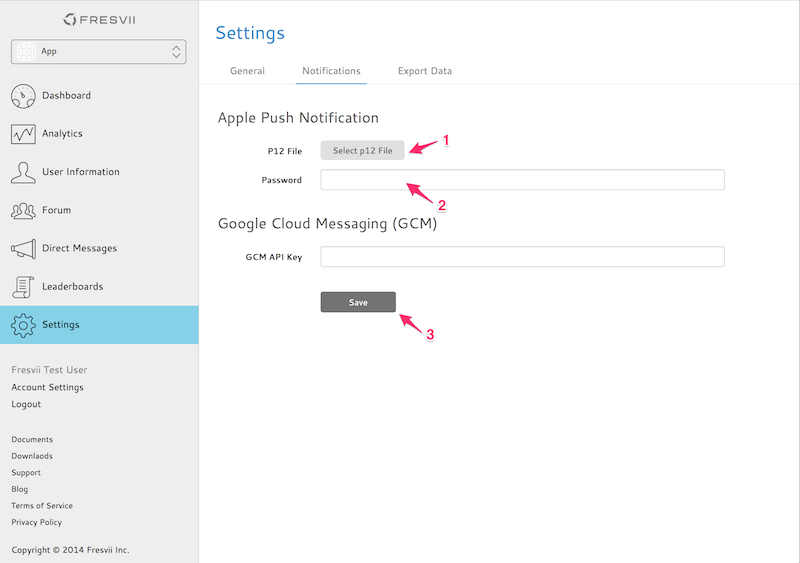 FRESVII
App
Dashboard
Analytics
User Information
Forum
Direct Messages
Leaderboards
Settings
Fresvii Test User
Account Settings
Logout
Documents
Downlaods
Support
Blog
Terms of Service
Privacy Policy
Copyright © 2014 Fresvii Inc.
Settings
General Notifications Export Data
Apple Push Notification
P12 File Select p12 File 1
Password 2
Google Cloud Messaging (GCM)
GCM API Key
Save 3